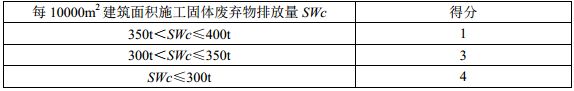 每 10000m² 建筑面积施工固体废弃物排放量 SWc 得分
350t＜SWc≤400t 1
300t＜SWc≤350t 3
SWc≤300t 4